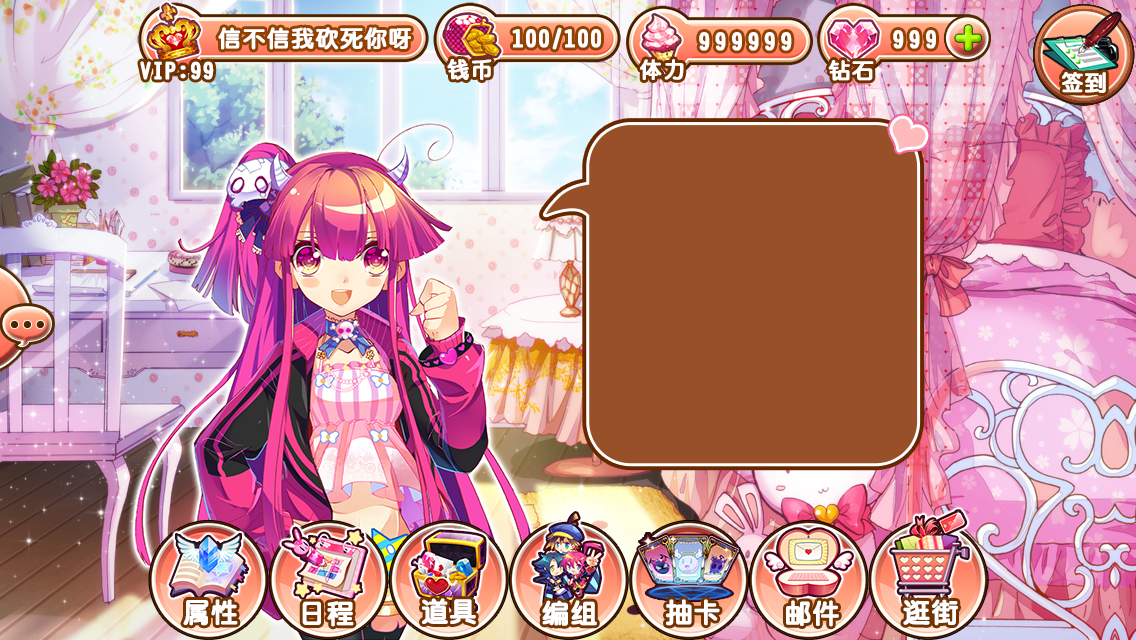 信不信我砍死你呀
VIP:99
100/100
钱币
999999
体力
999
钻石
签到
属性
日程
道具
编组
抽卡
邮件
逛街